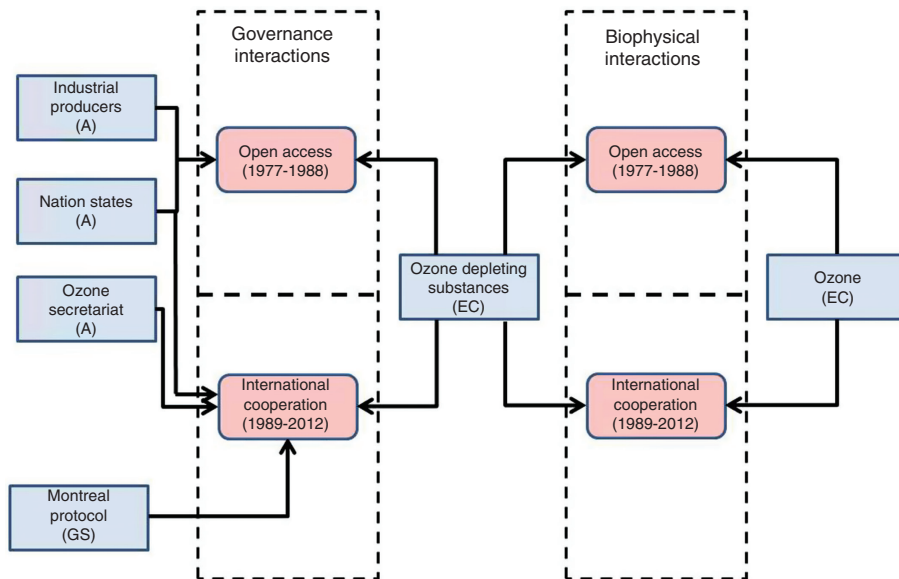 Governance
interactions
Biophysical
interactions
Industrial
producers
(A)
Open access
(1977-1988)
Open access
(1977-1988)
Nation states
(A)
Ozone
secretariat
(A)
Ozone depleting
substances
(EC)
Ozone
(EC)
International
cooperation
(1989-2012)
International
cooperation
(1989-2012)
Montreal
protocol
(GS)